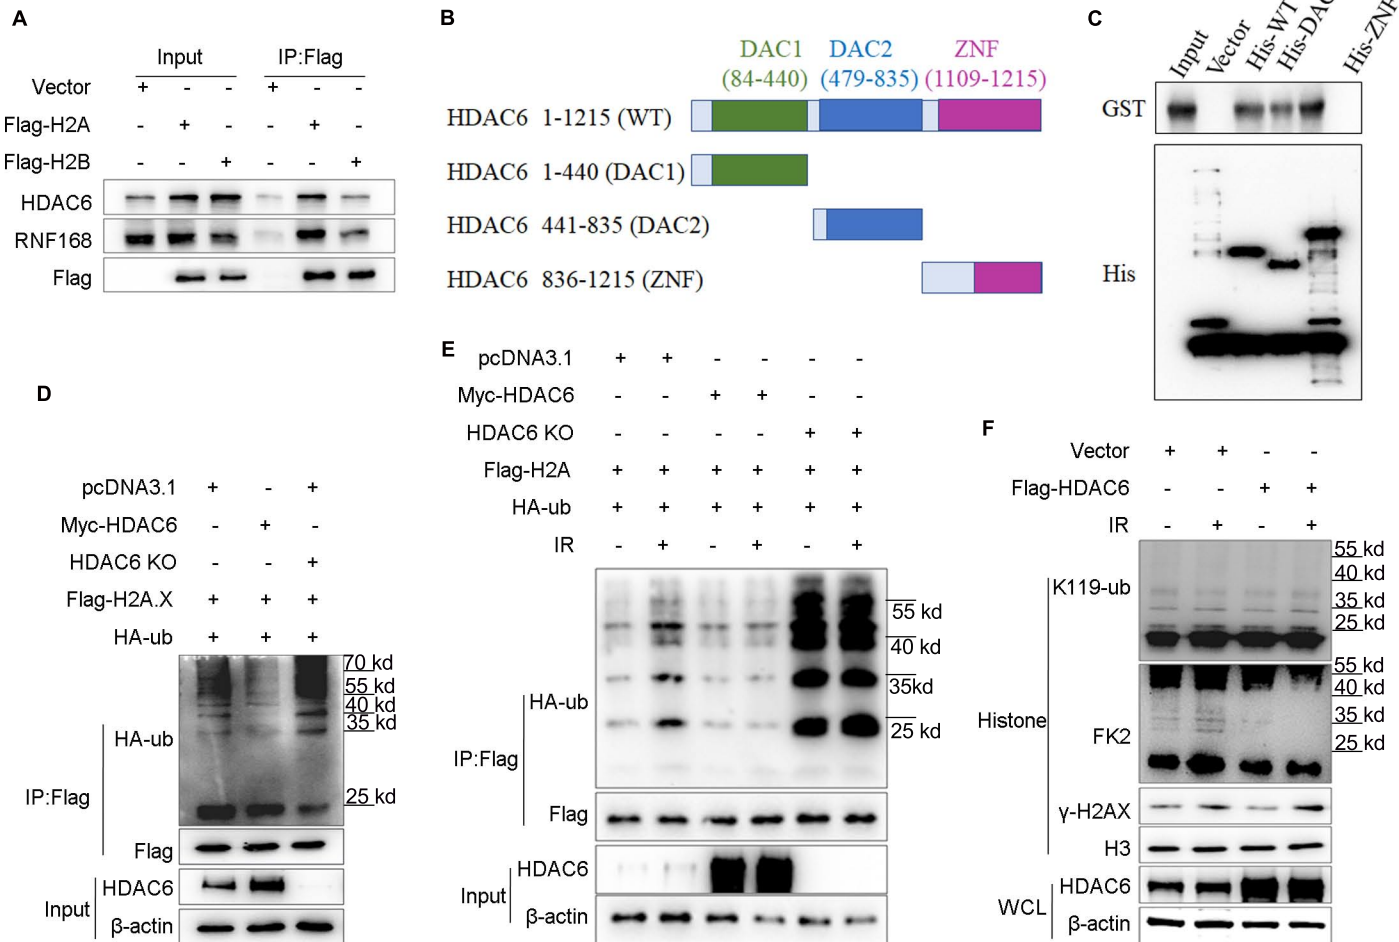 A
Input IP:Flag
Vector + - - + - -
Flag-H2A - + - - + -
Flag-H2B - - + - - +
HDAC6
RNF168
Flag
B
DAC1 DAC2 ZNF
(84-440) (479-835) (1109-1215)
HDAC6 1-1215 (WT)
HDAC6 1-440 (DAC1)
HDAC6 441-835 (DAC2)
HDAC6 836-1215 (ZNF)
C
Input Vector His-WT His-DAC His-ZNF
GST
His
D
pcDNA3.1 + - +
Myc-HDAC6 - + -
HDAC6 KO - - +
Flag-H2A.X + + +
HA-ub + + +
70 kd
55 kd
40 kd
35 kd
HA-ub
IP:Flag
25 kd
Flag
HDAC6
Input
β-actin
E
pcDNA3.1 + + - - - -
Myc-HDAC6 - - + + - -
HDAC6 KO - - - - + +
Flag-H2A + + + + + +
HA-ub + + + + + +
IR - + - + - +
55 kd
40 kd
35kd
HA-ub
25 kd
IP:Flag
Flag
HDAC6
Input
β-actin
F
Vector + + - -
Flag-HDAC6 - - + +
IR - + - +
55 kd
40 kd
K119-ub
35 kd
25 kd
55 kd
40 kd
Histone
35 kd
FK2
25 kd
γ-H2AX
H3
HDAC6
WCL
β-actin